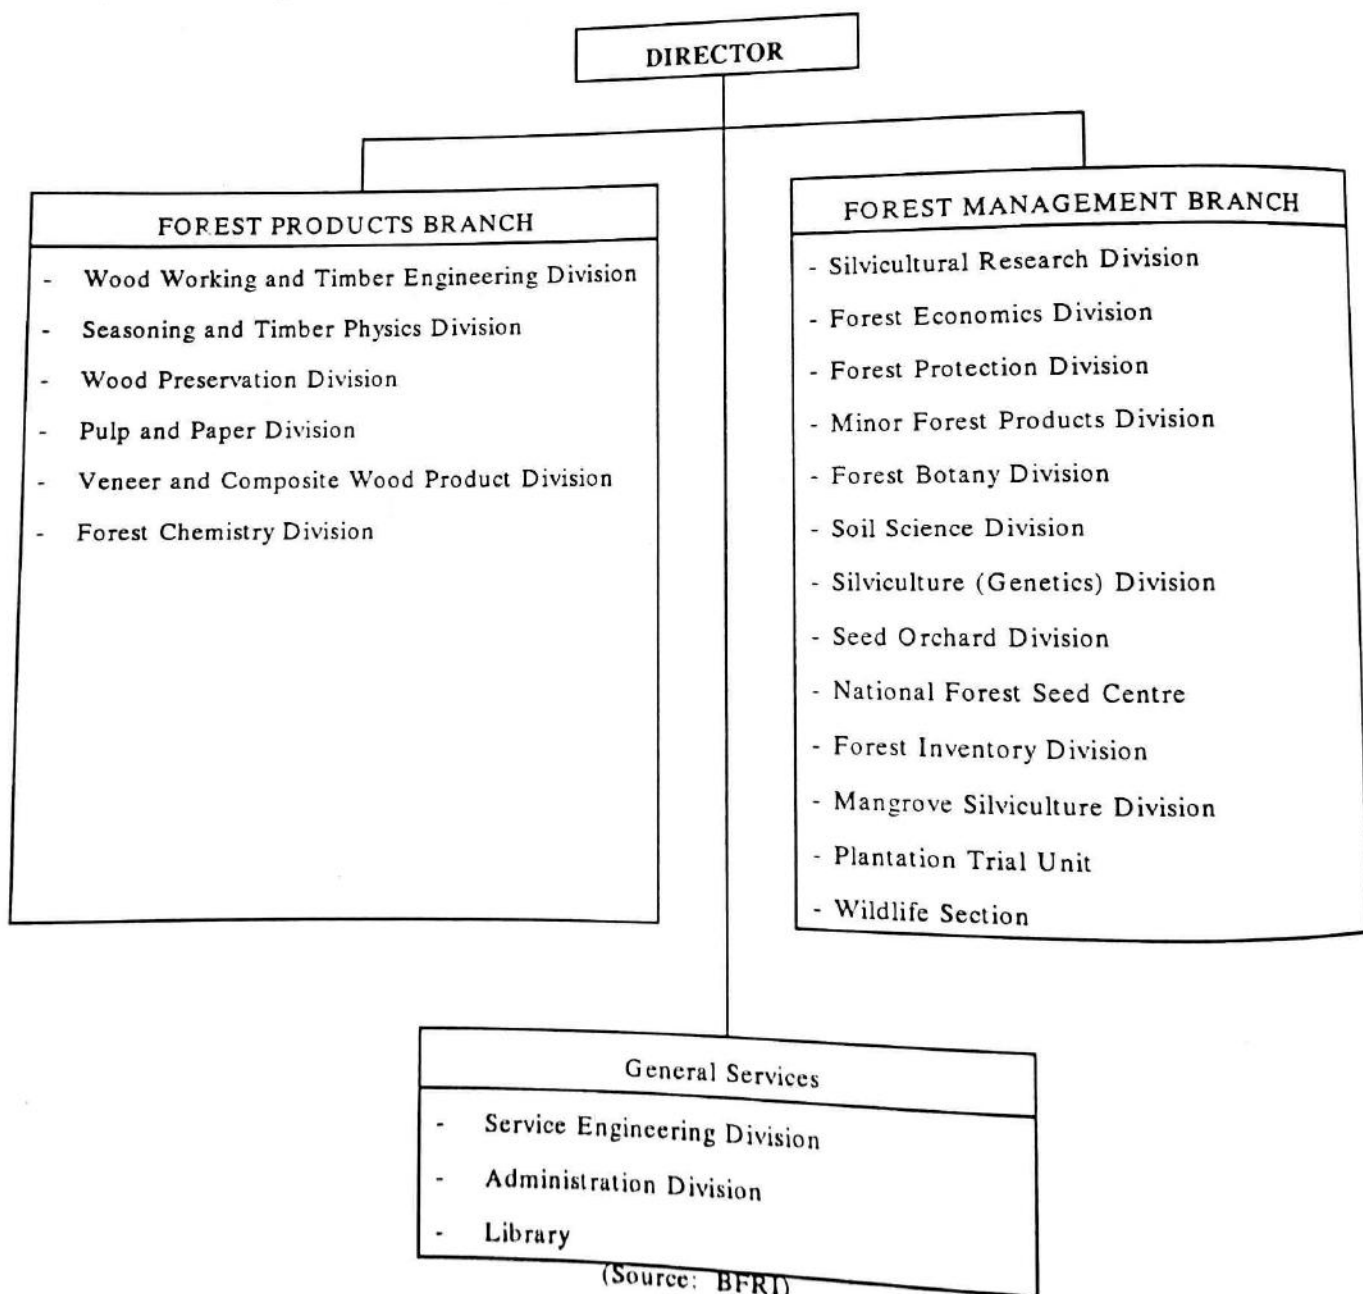 DIRECTOR
FOREST PRODUCTS BRANCH
- Wood Working and Timber Engineering Division
- Seasoning and Timber Physics Division
- Wood Preservation Division
- Pulp and Paper Division
- Veneer and Composite Wood Product Division
- Forest Chemistry Division
FOREST MANAGEMENT BRANCH
- Silvicultural Research Division
- Forest Economics Division
- Forest Protection Division
- Minor Forest Products Division
- Forest Botany Division
- Soil Science Division
- Silviculture (Genetics) Division
- Seed Orchard Division
- National Forest Seed Centre
- Forest Inventory Division
- Mangrove Silviculture Division
- Plantation Trial Unit
- Wildlife Section
General Services
- Service Engineering Division
- Administration Division
- Library
(Source: BFRI)